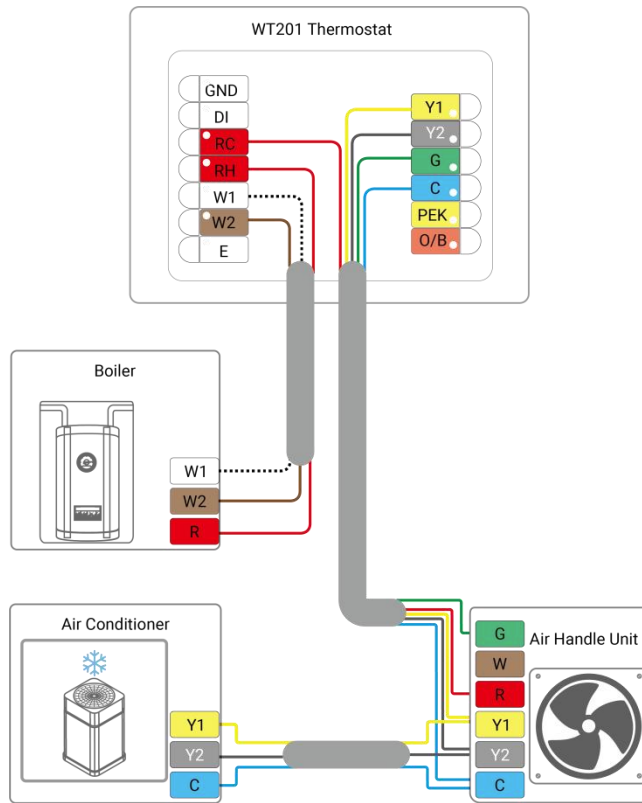 WT201 Thermostat
GND
DI
RC
RH
W1
W2
E
Y1
Y2
G
C
PEK
O/B
Boiler
W1
W2
R
Air Conditioner
Y1
Y2
C
G
W
R
Y1
Y2
C
Air Handle Unit